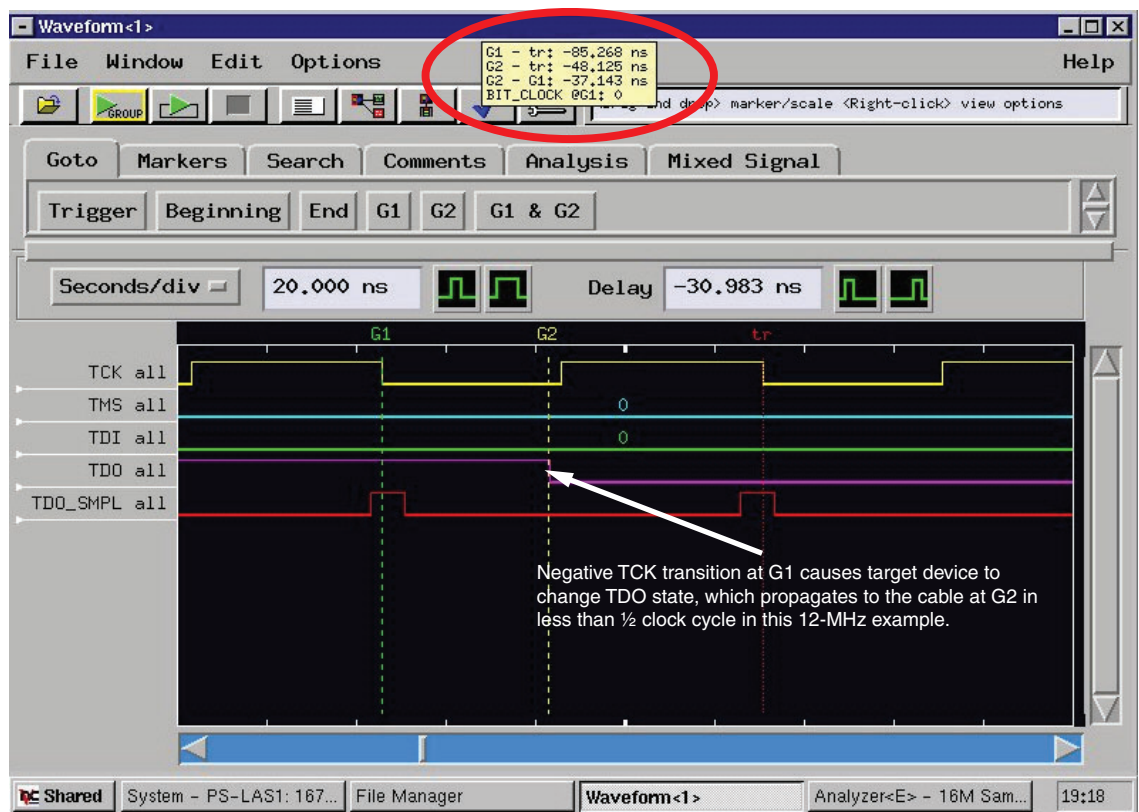 Waveform<1>
File Window Edit Options Help
G1 - tr: -85.268 ns
G2 - tr: -48.125 ns
G2 - G1: -37.143 ns
BIT_CLOCK @G1: 0
GROUP
nd drop> marker/scale <Right-click> view options
Goto Markers Search Comments Analysis Mixed Signal
Trigger Beginning End G1 G2 G1 & G2
Seconds/div 20.000 ns Delay -30.983 ns
G1 G2 tr
TCK all
TMS all 0
TDI all 0
TDO all
TDO_SMPL all
Negative TCK transition at G1 causes target device to
change TDO state, which propagates to the cable at G2 in
less than ½ clock cycle in this 12-MHz example.
Shared System - PS-LAS1: 167... File Manager Waveform<1> Analyzer<E> - 16M Sam... 19:18